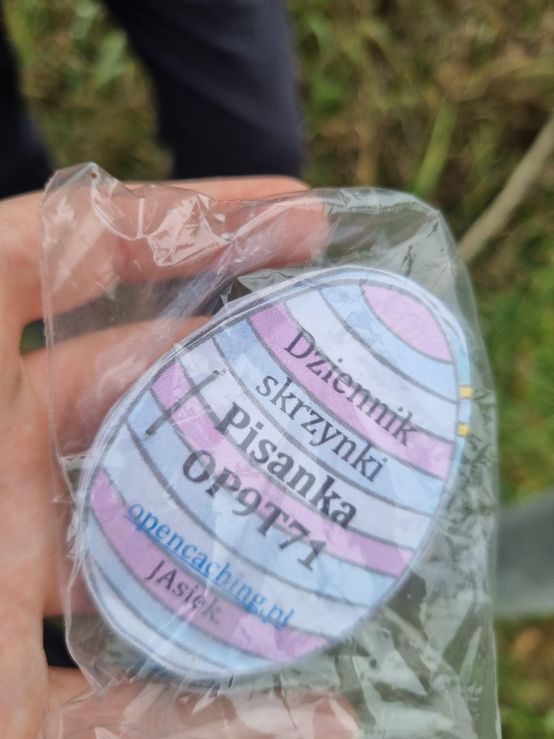 Dziennik
skrzynki
Pisanka
OP9T71
opencaching.pl
jAsiek